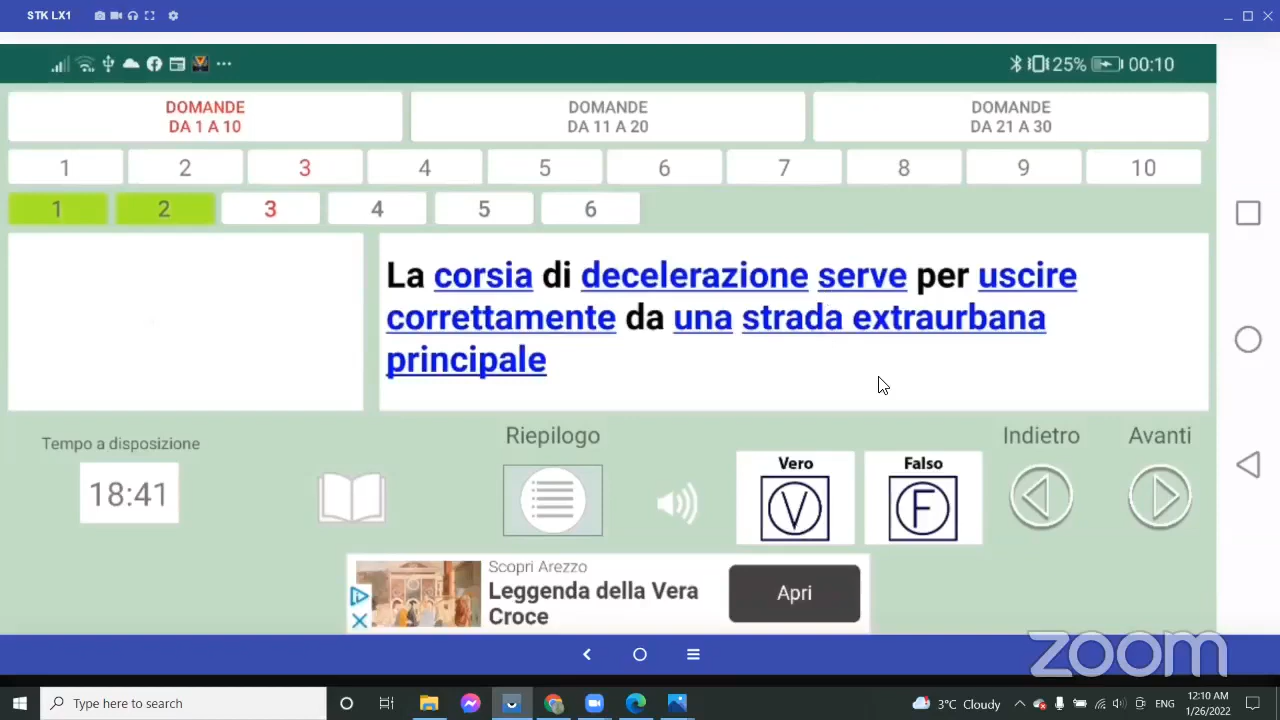 STK LX1
25% 00:10
DOMANDE
DA 1 A 10
DOMANDE
DA 11 A 20
DOMANDE
DA 21 A 30
1 2 3 4 5 6 7 8 9 10
1 2 3 4 5 6
La corsia di decelerazione serve per uscire
correttamente da una strada extraurbana
principale
Tempo a disposizione
18:41
Riepilogo
Vero
V
Falso
F
Indietro
Avanti
Scopri Arezzo
Leggenda della Vera
Croce
Apri
zoom
Type here to search
3°C Cloudy
ENG
12:10 AM
1/26/2022